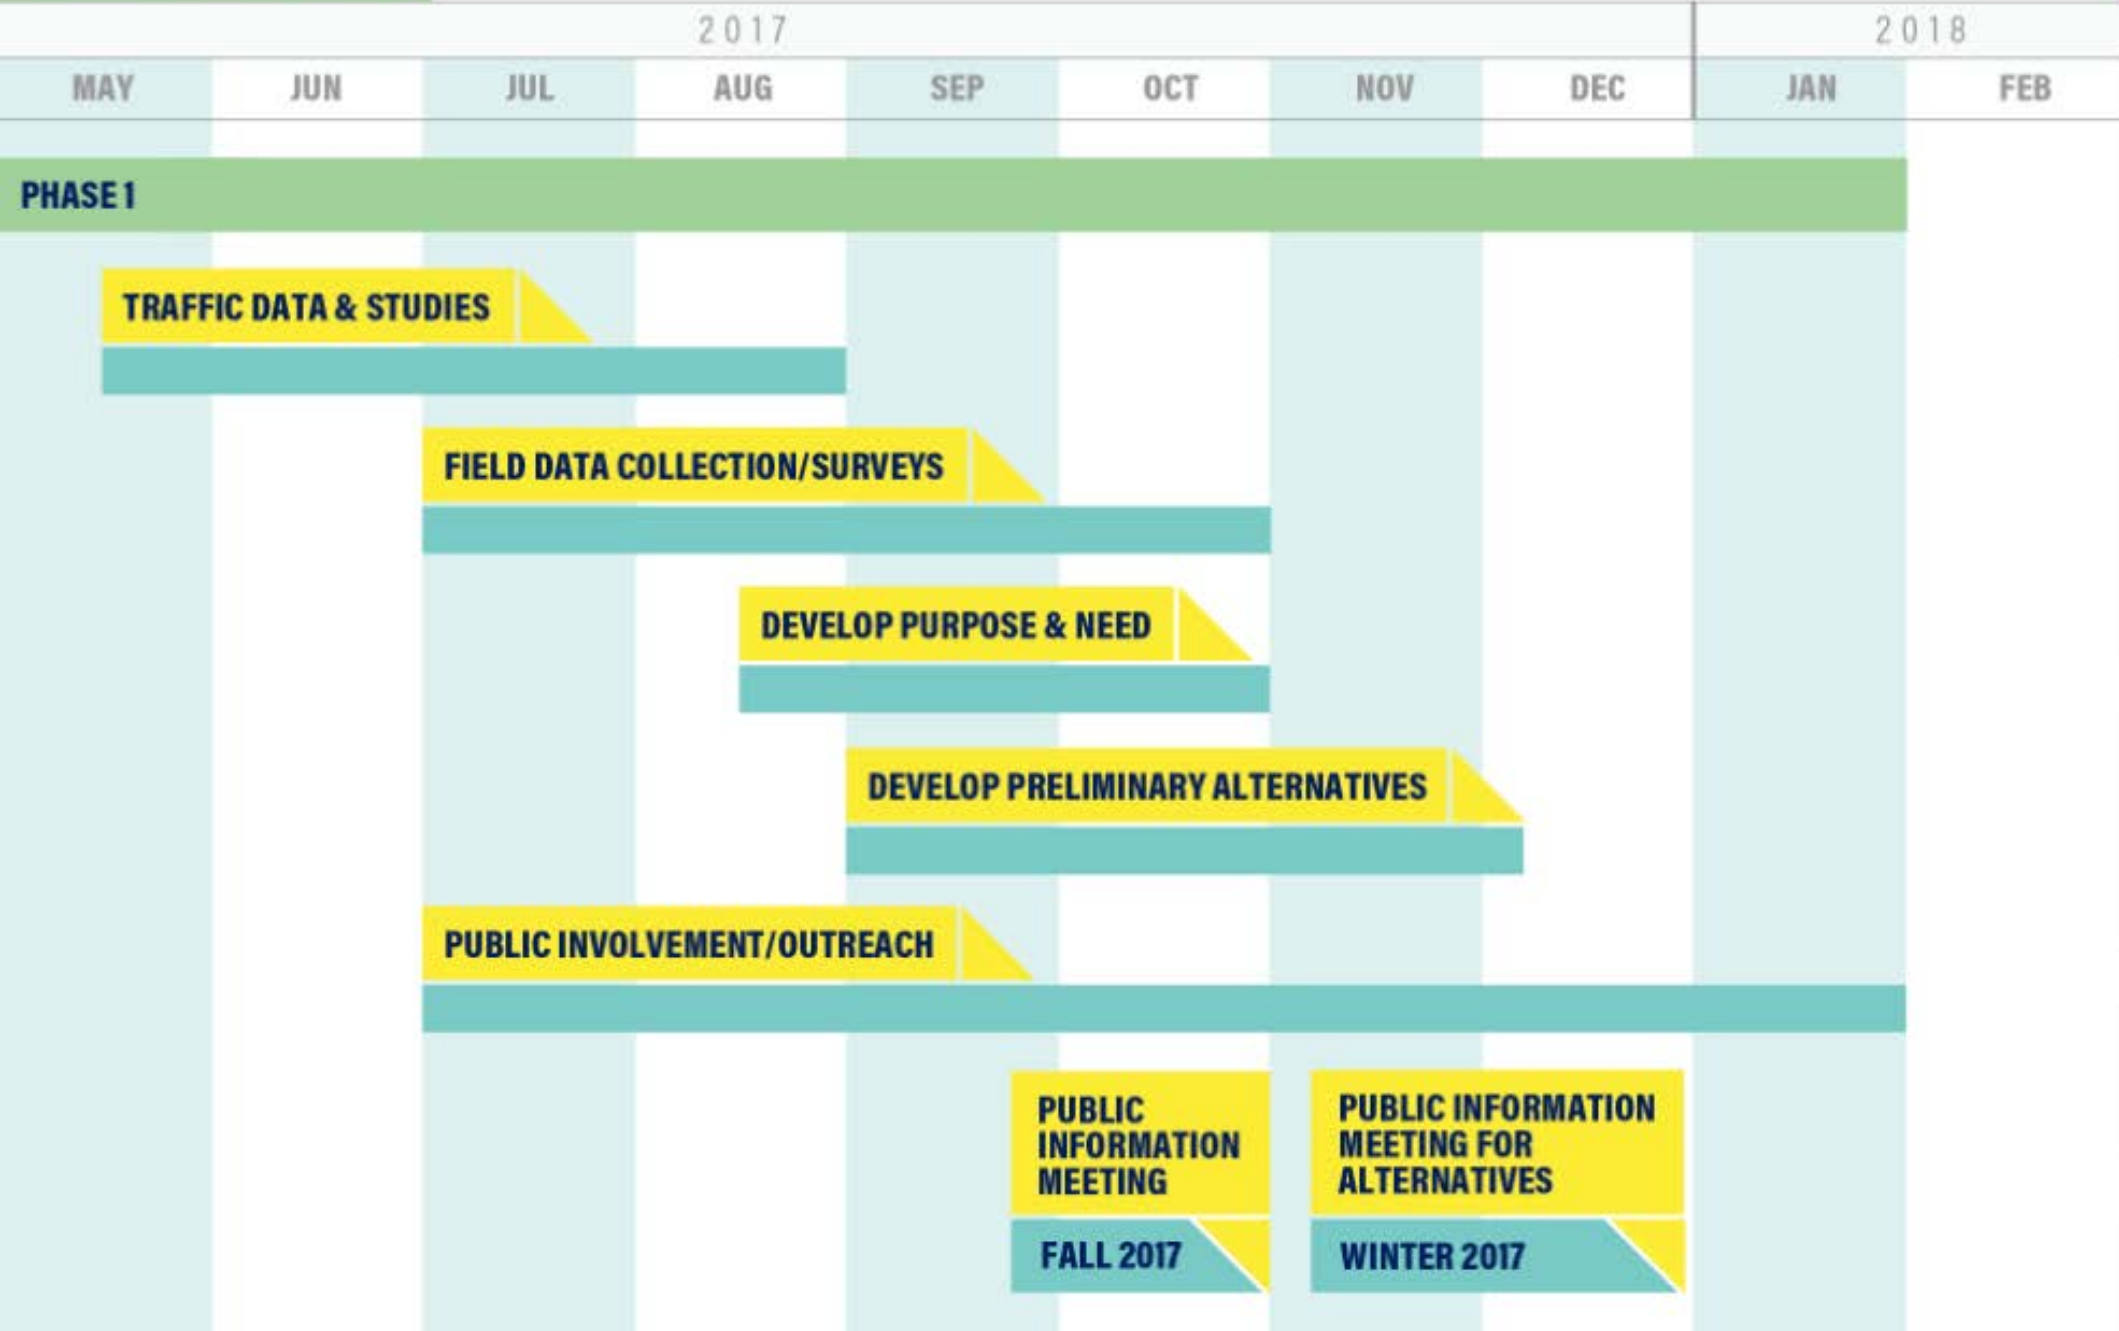 2017 2018
MAY JUN JUL AUG SEP OCT NOV DEC JAN FEB
PHASE 1
TRAFFIC DATA & STUDIES
FIELD DATA COLLECTION/SURVEYS
DEVELOP PURPOSE & NEED
DEVELOP PRELIMINARY ALTERNATIVES
PUBLIC INVOLVEMENT/OUTREACH
PUBLIC
INFORMATION
MEETING
FALL 2017
PUBLIC INFORMATION
MEETING FOR
ALTERNATIVES
WINTER 2017